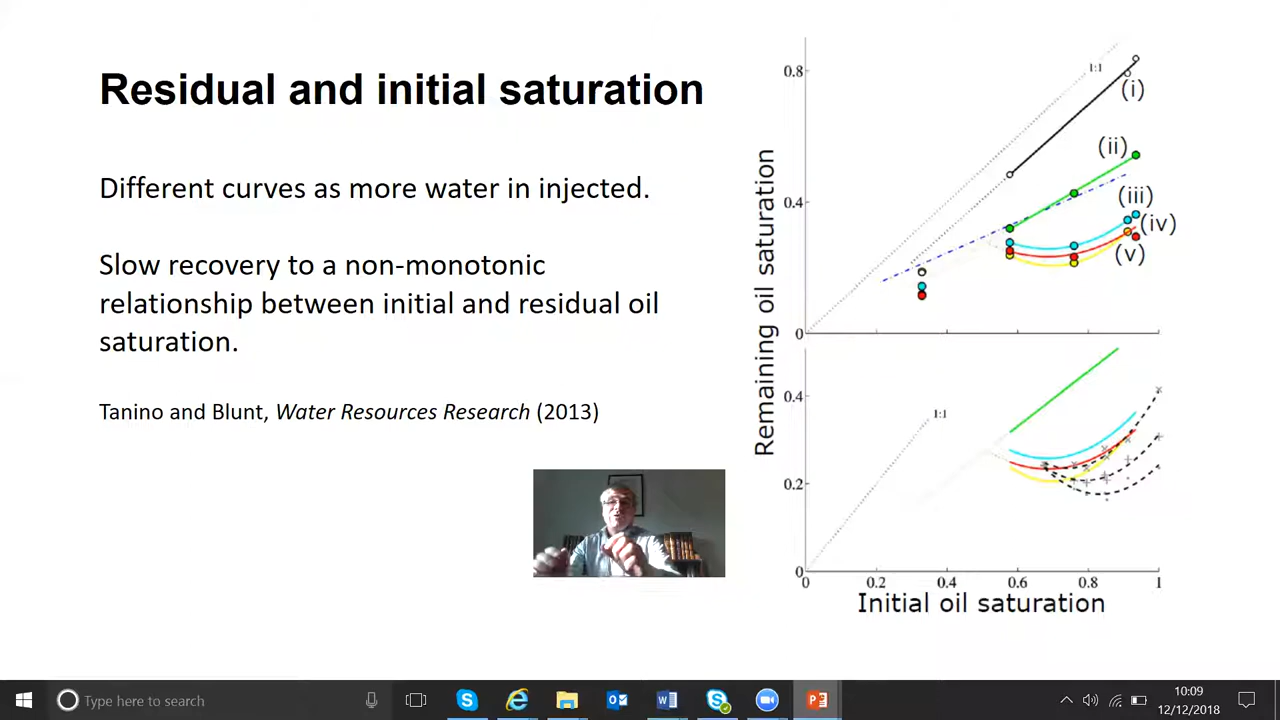 Residual and initial saturation
Different curves as more water in injected.
Slow recovery to a non-monotonic
relationship between initial and residual oil
saturation.
Tanino and Blunt, Water Resources Research (2013)
Remaining oil saturation
0.8
0.4
0
1:1
(i)
(ii)
(iii)
(iv)
(v)
0.4
0.2
0
1:1
0
0.2
0.4
0.6
0.8
1
Initial oil saturation
Type here to search
10:09
12/12/2018